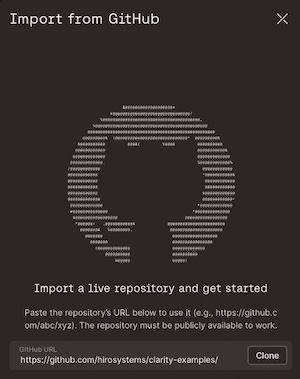 Import from GitHub
Import a live repository and get started
Paste the repository's URL below to use it (e.g., https://github.c
om/abc/xyz). The repository must be publicly available to work.
GitHub URL
https://github.com/hirosystems/clarity-examples/
Clone